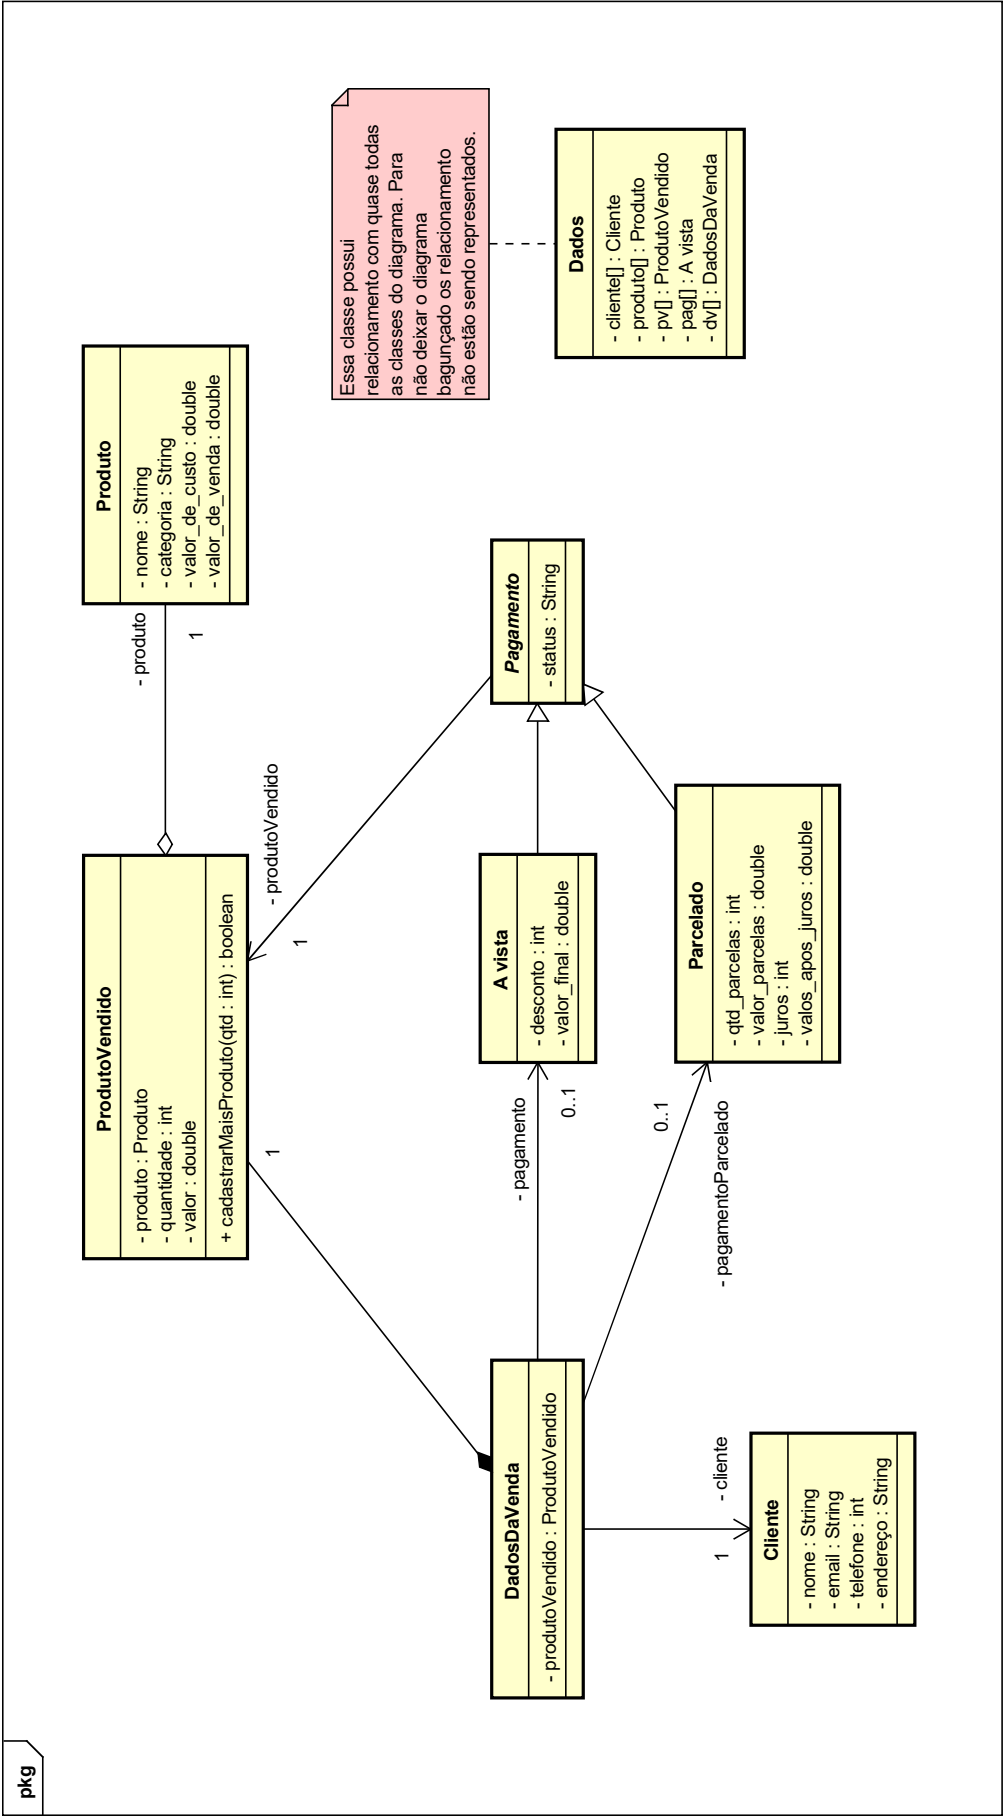 pkg
ProdutoVendido
- produto : Produto
- quantidade : int
- valor : double
+ cadastrarMaisProduto(qtd : int) : boolean
- produto
1
Produto
- nome : String
- categoria : String
- valor_de_custo : double
- valor_de_venda : double
1
1
- produtoVendido
Essa classe possui
relacionamento com quase todas
as classes do diagrama. Para
não deixar o diagrama
bagunçado os relacionamento
não estão sendo representados.
DadosDaVenda
- produtoVendido : ProdutoVendido
- pagamento
0..1
A vista
- desconto : int
- valor_final : double
Pagamento
- status : String
Dados
- cliente[] : Cliente
- produto[] : Produto
- pv[] : ProdutoVendido
- pag[] : A vista
- dv[] : DadosDaVenda
0..1
- pagamentoParcelado
Parcelado
- qtd_parcelas : int
- valor_parcelas : double
- juros : int
- valos_apos_juros : double
1
- cliente
Cliente
- nome : String
- email : String
- telefone : int
- endereço : String